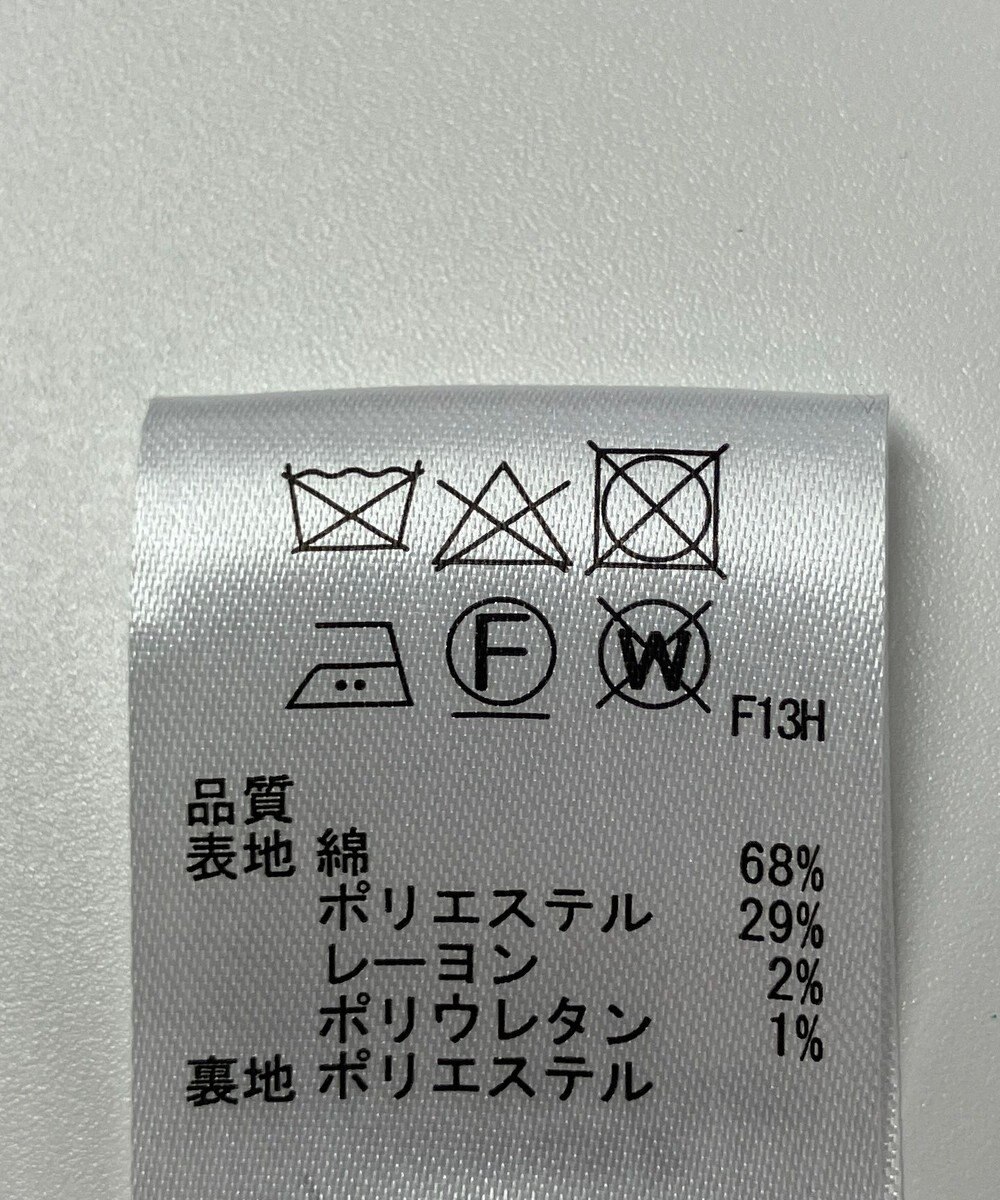 F W F13H
品質
表地 綿 68%
ポリエステル 29%
レーヨン 2%
ポリウレタン 1%
裏地 ポリエステル